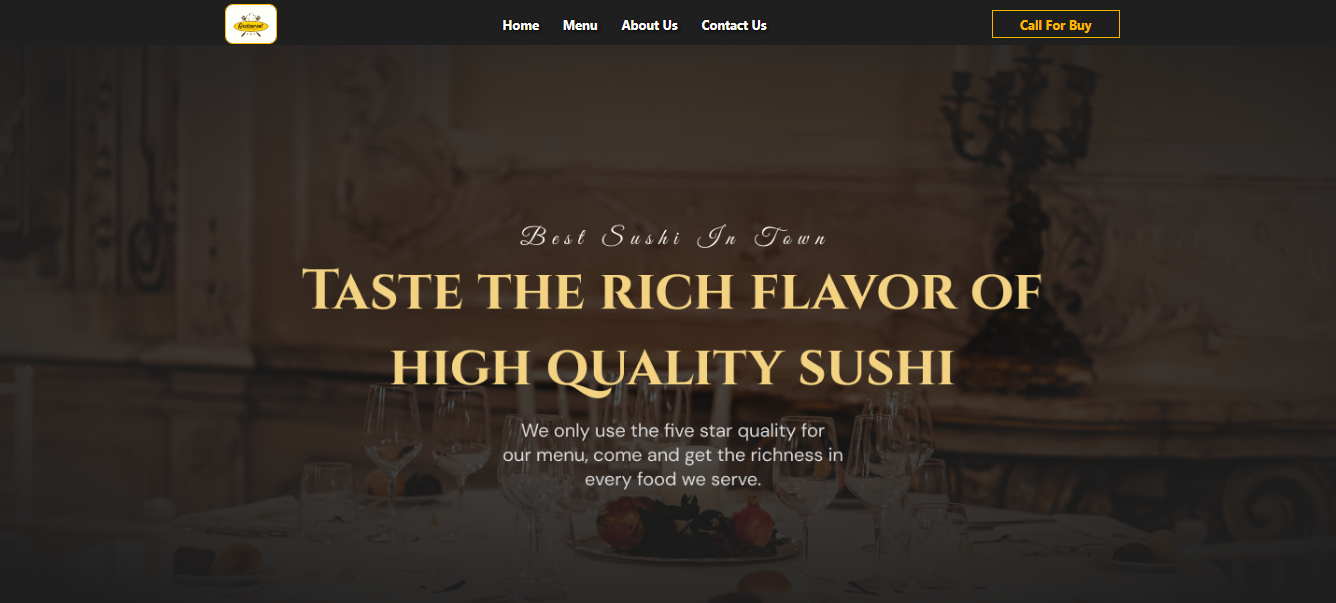 Restaurant
Home Menu About Us Contact Us Call For Buy
Best Sushi In Town
Taste the rich flavor of
high quality sushi
We only use the five star quality for
our menu, come and get the richness in
every food we serve.